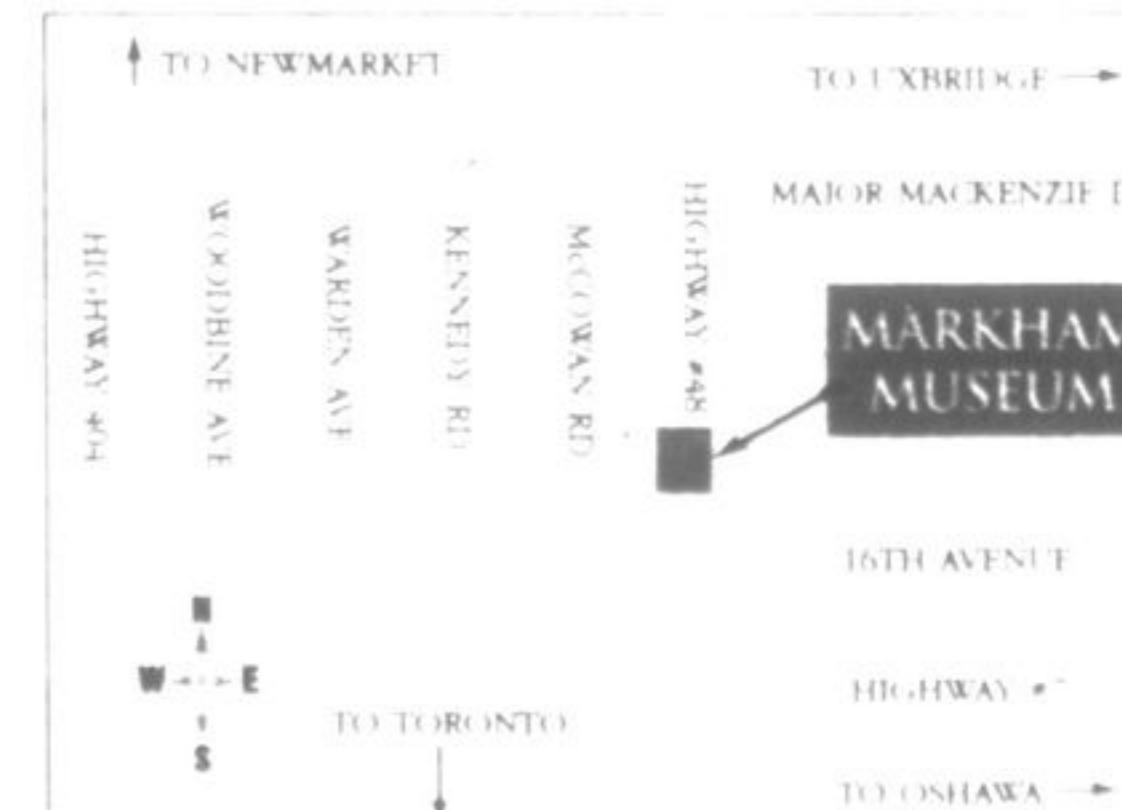 TO NEWMARKET
TO UXBRIDGE
MAJOR MACKENZIE
HIGHWAY 404
WOODBINE AVE
WARDEN AVE
KENNEDY RD
McCOWAN RD
HIGHWAY #48
MARKHAM
MUSEUM
16TH AVENUE
N
W E
S
HIGHWAY
TO TORONTO
TO OSHAWA